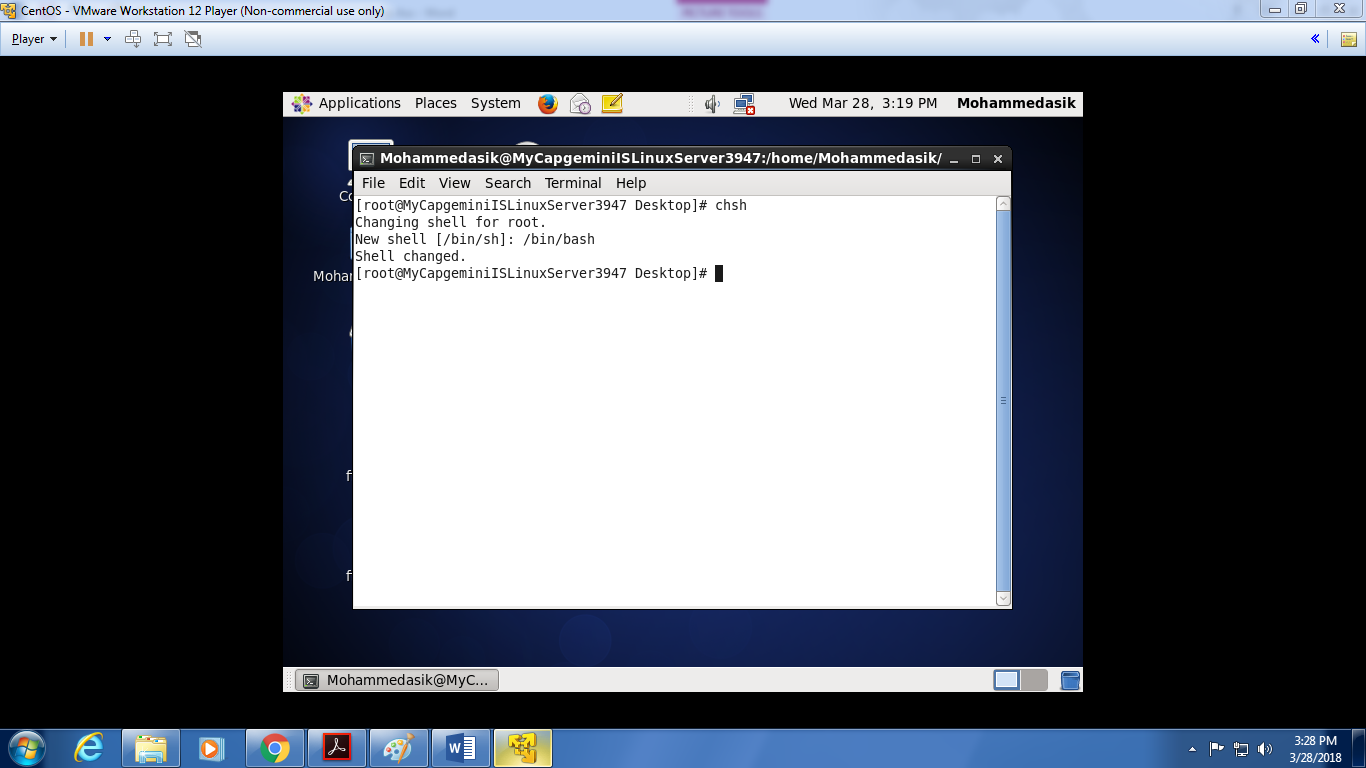 CentOS - VMware Workstation 12 Player (Non-commercial use only)
Player
Applications Places System Wed Mar 28, 3:19 PM Mohammedasik
Mohammedasik@MyCapgeminiISLinuxServer3947:/home/Mohammedasik/
File Edit View Search Terminal Help
[root@MyCapgeminiISLinuxServer3947 Desktop]# chsh
Changing shell for root.
New shell [/bin/sh]: /bin/bash
Shell changed.
[root@MyCapgeminiISLinuxServer3947 Desktop]#
Co
Moha
f
f
Mohammedasik@MyC...
3:28 PM
3/28/2018